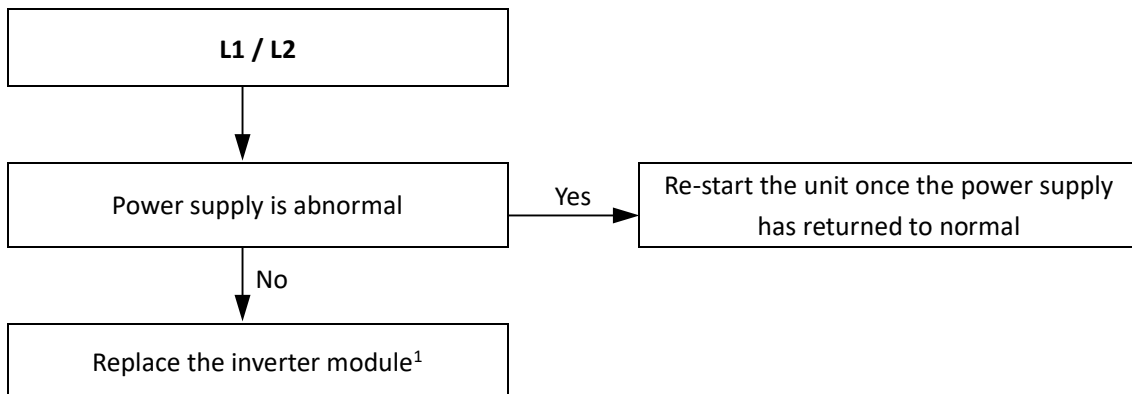 L1 / L2
Power supply is abnormal
Yes
Re-start the unit once the power supply
has returned to normal
No
Replace the inverter module¹